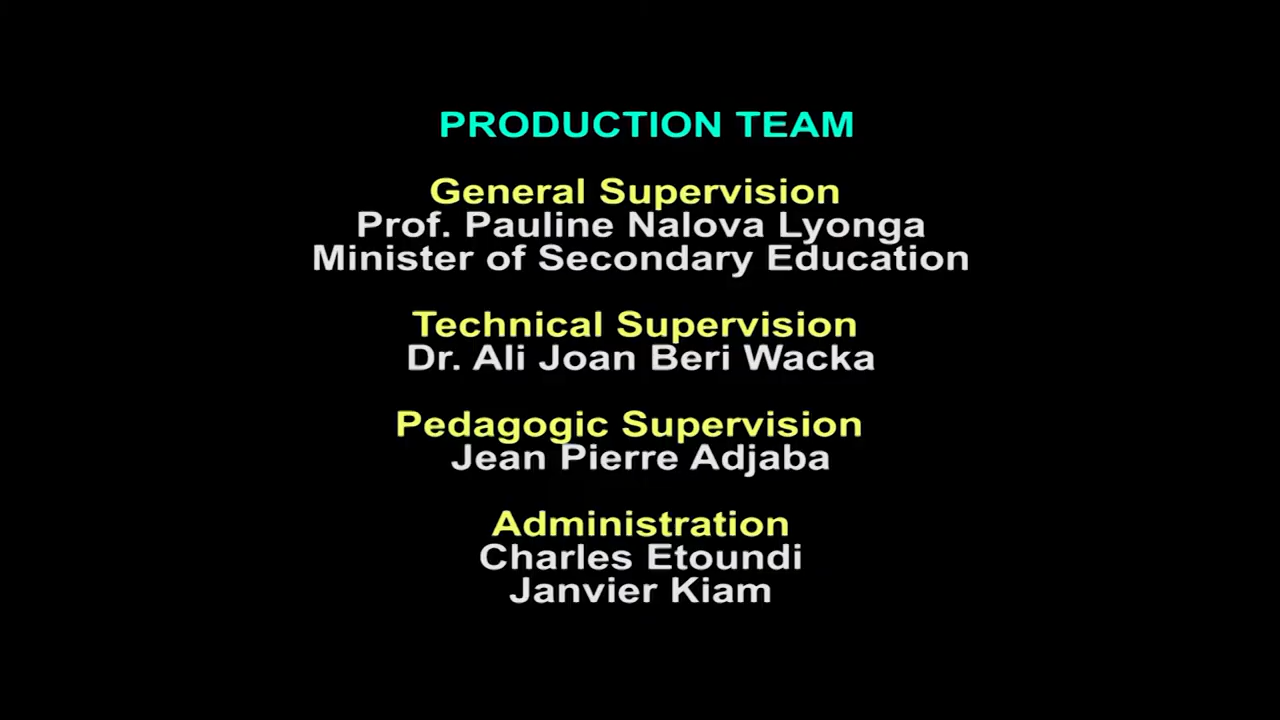 PRODUCTION TEAM
General Supervision
Prof. Pauline Nalova Lyonga
Minister of Secondary Education
Technical Supervision
Dr. Ali Joan Beri Wacka
Pedagogic Supervision
Jean Pierre Adjaba
Administration
Charles Etoundi
Janvier Kiam